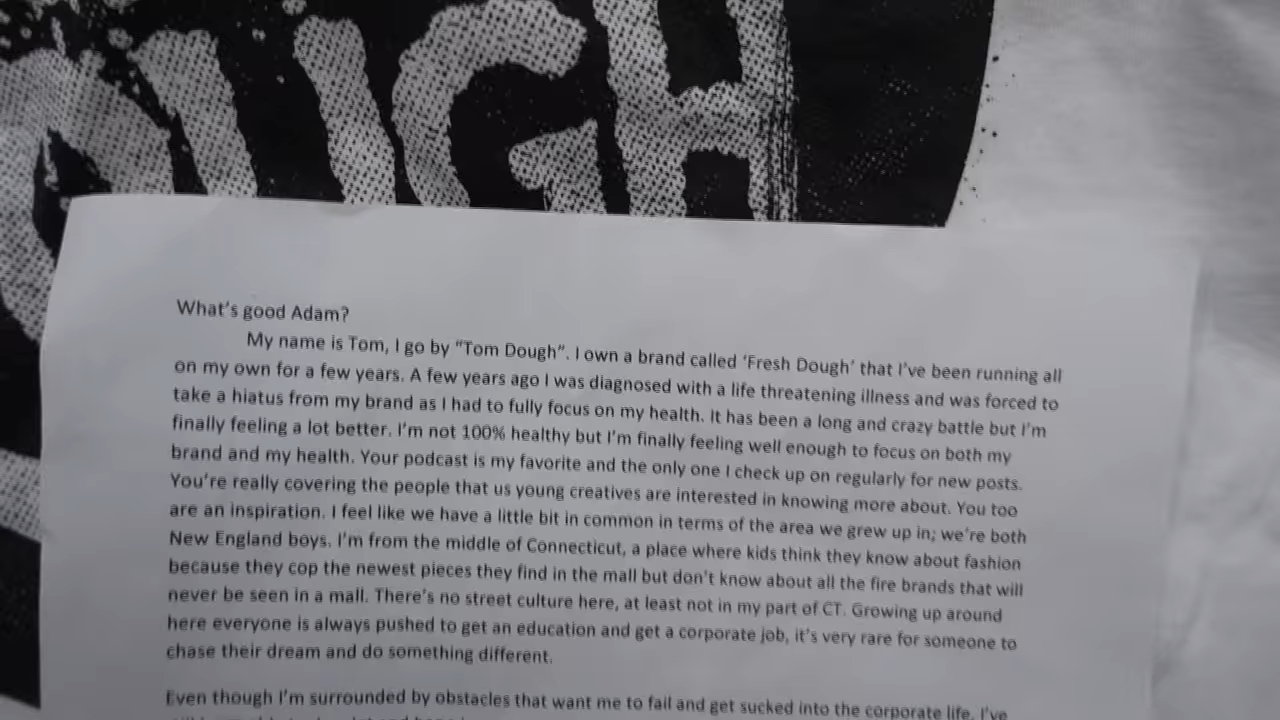 OUGH
What's good Adam?
My name is Tom, I go by "Tom Dough". I own a brand called 'Fresh Dough' that I've been running all
on my own for a few years. A few years ago I was diagnosed with a life threatening illness and was forced to
take a hiatus from my brand as I had to fully focus on my health. It has been a long and crazy battle but I'm
finally feeling a lot better. I'm not 100% healthy but I'm finally feeling well enough to focus on both my
brand and my health. Your podcast is my favorite and the only one I check up on regularly for new posts.
You're really covering the people that us young creatives are interested in knowing more about. You too
are an inspiration. I feel like we have a little bit in common in terms of the area we grew up in; we're both
New England boys. I'm from the middle of Connecticut, a place where kids think they know about fashion
because they cop the newest pieces they find in the mall but don't know about all the fire brands that will
never be seen in a mall. There's no street culture here, at least not in my part of CT. Growing up around
here everyone is always pushed to get an education and get a corporate job, it's very rare for someone to
chase their dream and do something different.
Even though I'm surrounded by obstacles that want me to fail and get sucked into the corporate life, I've